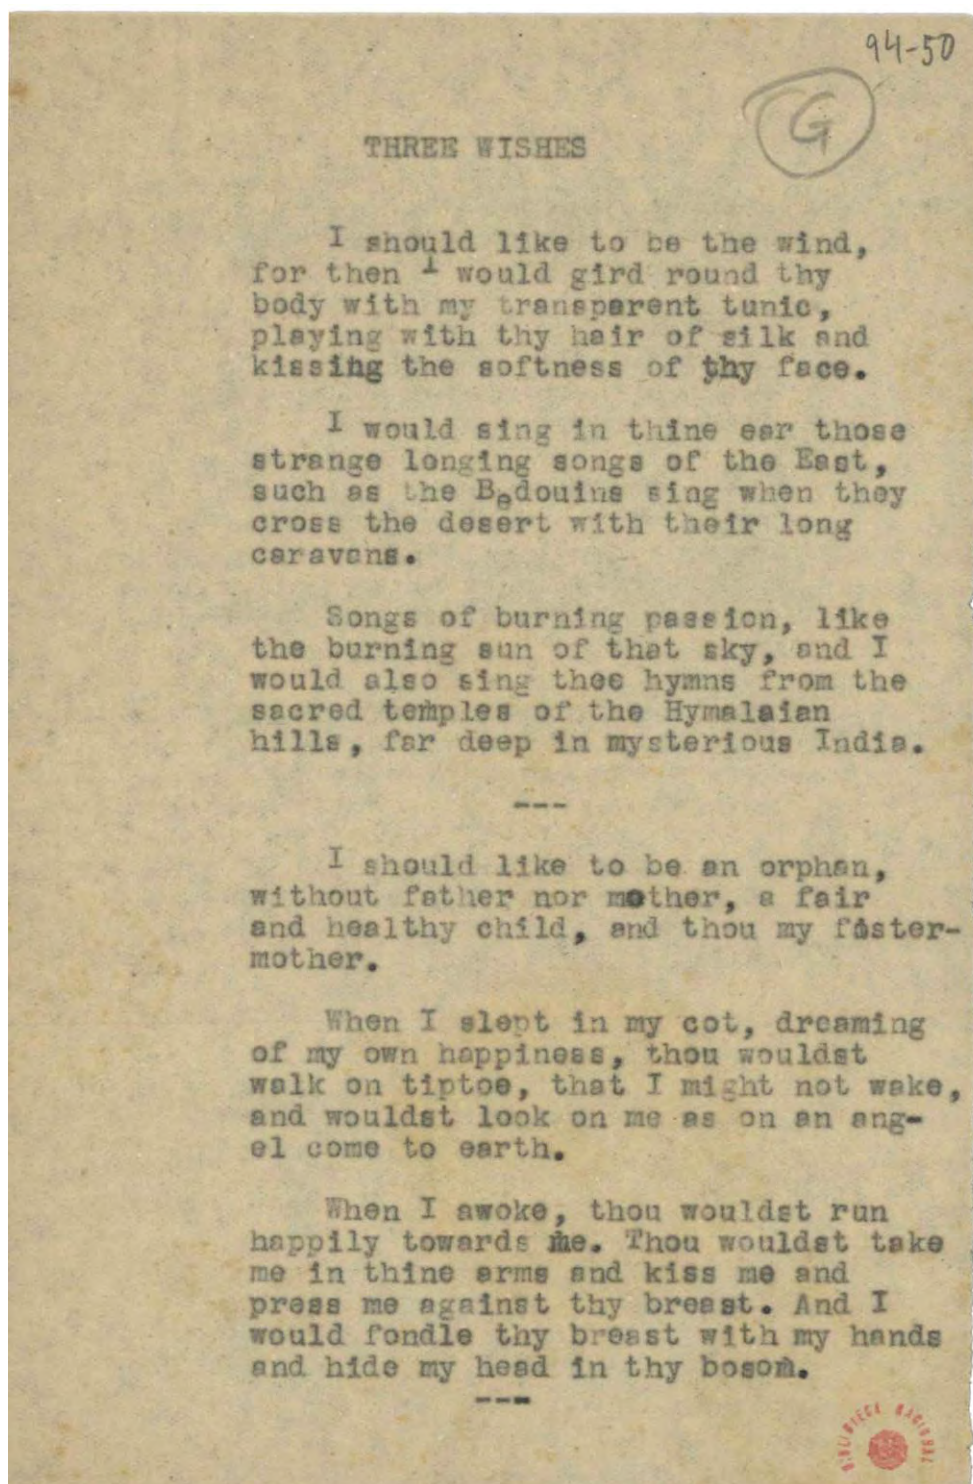 94-50
G
THREE WISHES
I should like to be the wind,
for then I would gird round thy
body with my transparent tunic,
playing with thy hair of silk and
kissing the softness of thy face.
I would sing in thine ear those
strange longing songs of the East,
such as the Bedouins sing when they
cross the desert with their long
caravans.
Songs of burning passion, like
the burning sun of that sky, and I
would also sing thee hymns from the
sacred temples of the Hymalaian
hills, far deep in mysterious India.
---
I should like to be an orphan,
without father nor mother, a fair
and healthy child, and thou my foster-
mother.
When I slept in my cot, dreaming
of my own happiness, thou wouldst
walk on tiptoe, that I might not wake,
and wouldst look on me as on an ang-
el come to earth.
When I awoke, thou wouldst run
happily towards me. Thou wouldst take
me in thine arms and kiss me and
press me against thy breast. And I
would fondle thy breast with my hands
and hide my head in thy bosom.
---
BIBLIOTECA NACIONAL